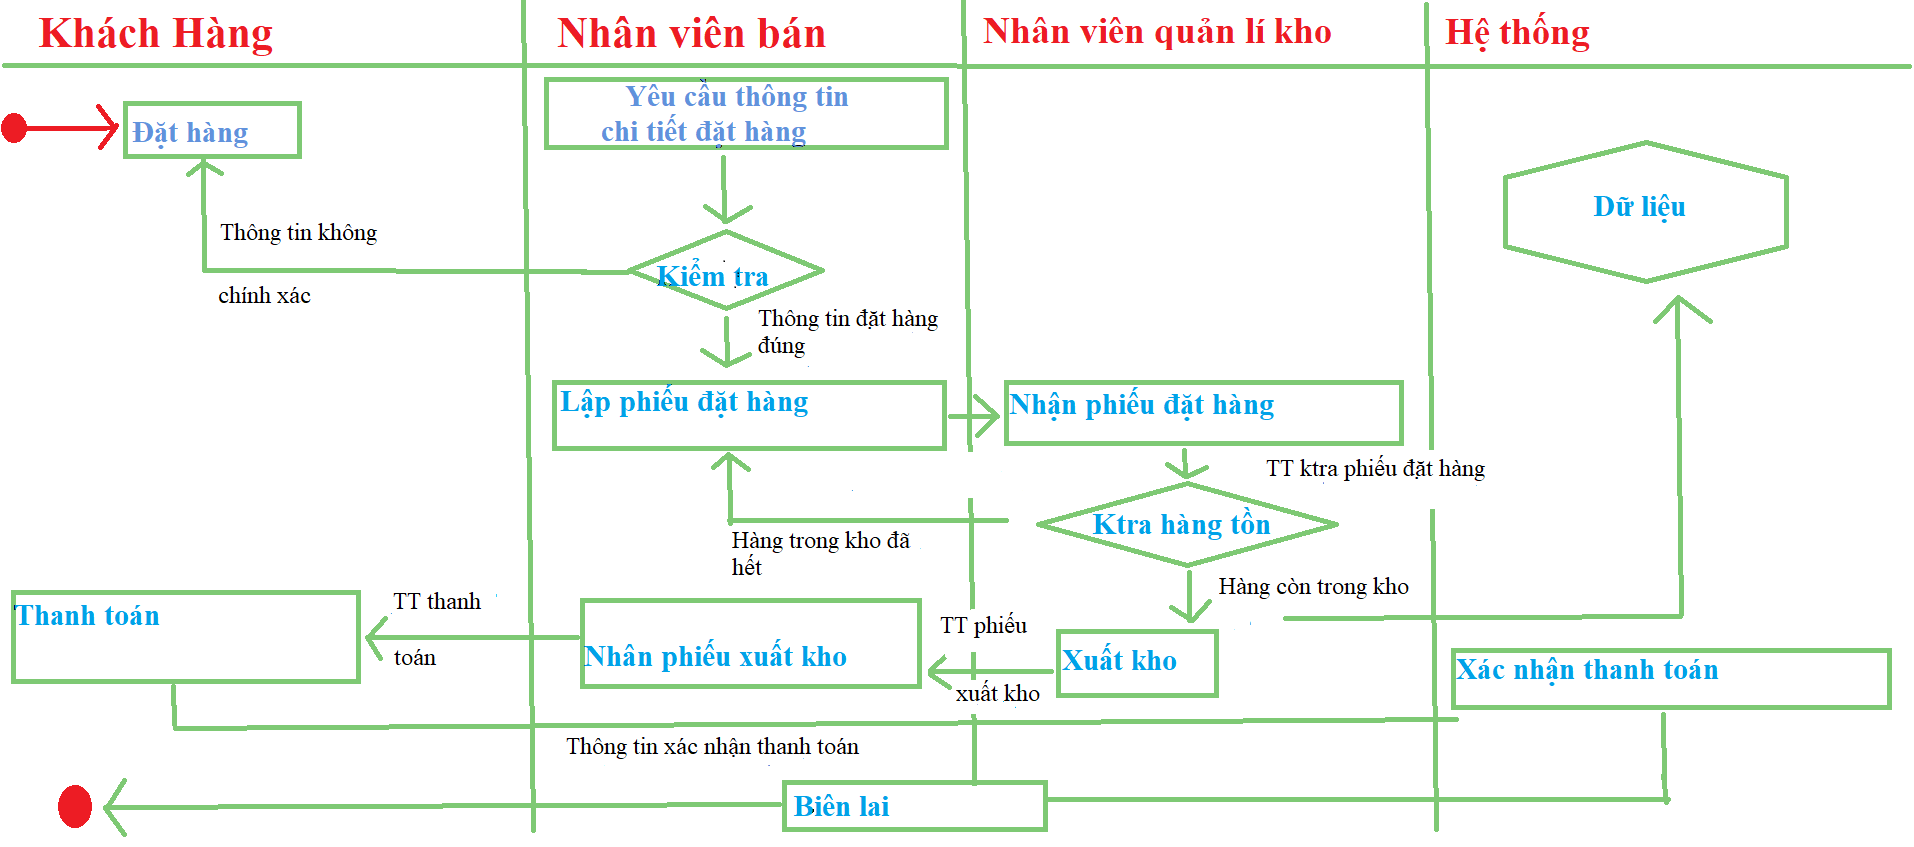 Khách Hàng
Nhân viên bán
Nhân viên quản lí kho
Hệ thống
Đặt hàng
Yêu cầu thông tin
chi tiết đặt hàng
Dữ liệu
Thông tin không
chính xác
Kiểm tra
Thông tin đặt hàng
đúng
Lập phiếu đặt hàng
Nhận phiếu đặt hàng
TT ktra phiếu đặt hàng
Ktra hàng tồn
Hàng trong kho đã
hết
Hàng còn trong kho
Thanh toán
TT thanh
toán
Nhân phiếu xuất kho
TT phiếu
xuất kho
Xuất kho
Xác nhận thanh toán
Thông tin xác nhận thanh toán
Biên lai